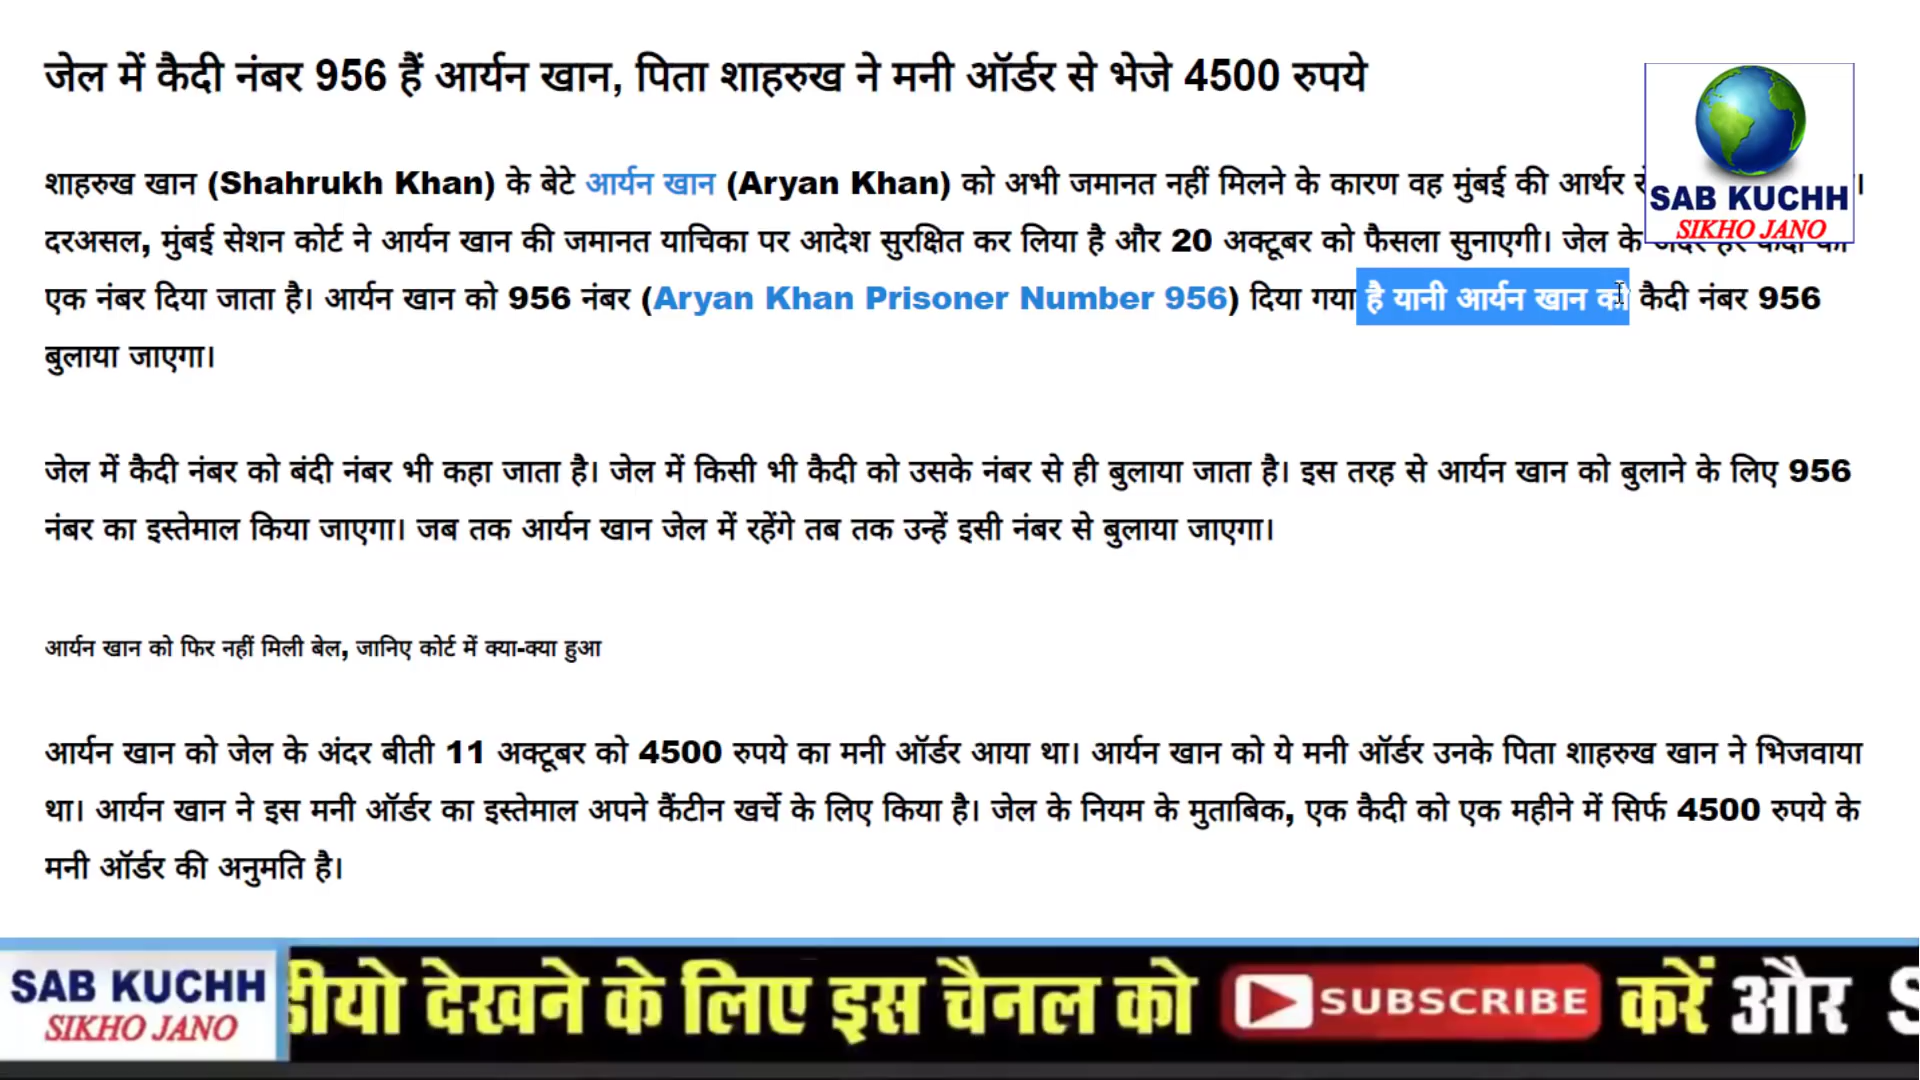 जेल में कैदी नंबर 956 हैं आर्यन खान, पिता शाहरुख ने मनी ऑर्डर से भेजे 4500 रुपये
शाहरुख खान (Shahrukh Khan) के बेटे आर्यन खान (Aryan Khan) को अभी जमानत नहीं मिलने के कारण वह मुंबई की आर्थर
SAB KUCHH
SIKHO JANO
दरअसल, मुंबई सेशन कोर्ट ने आर्यन खान की जमानत याचिका पर आदेश सुरक्षित कर लिया है और 20 अक्टूबर को फैसला सुनाएगी। जेल के
एक नंबर दिया जाता है। आर्यन खान को 956 नंबर (Aryan Khan Prisoner Number 956) दिया गया है यानी आर्यन खान को कैदी नंबर 956
बुलाया जाएगा।
जेल में कैदी नंबर को बंदी नंबर भी कहा जाता है। जेल में किसी भी कैदी को उसके नंबर से ही बुलाया जाता है। इस तरह से आर्यन खान को बुलाने के लिए 956
नंबर का इस्तेमाल किया जाएगा। जब तक आर्यन खान जेल में रहेंगे तब तक उन्हें इसी नंबर से बुलाया जाएगा।
आर्यन खान को फिर नहीं मिली बेल, जानिए कोर्ट में क्या-क्या हुआ
आर्यन खान को जेल के अंदर बीती 11 अक्टूबर को 4500 रुपये का मनी ऑर्डर आया था। आर्यन खान को ये मनी ऑर्डर उनके पिता शाहरुख खान ने भिजवाया
था। आर्यन खान ने इस मनी ऑर्डर का इस्तेमाल अपने कैंटीन खर्चे के लिए किया है। जेल के नियम के मुताबिक, एक कैदी को एक महीने में सिर्फ 4500 रुपये के
मनी ऑर्डर की अनुमति है।
SAB KUCHH
SIKHO JANO
देखने के लिए इस चैनल को SUBSCRIBE करें और